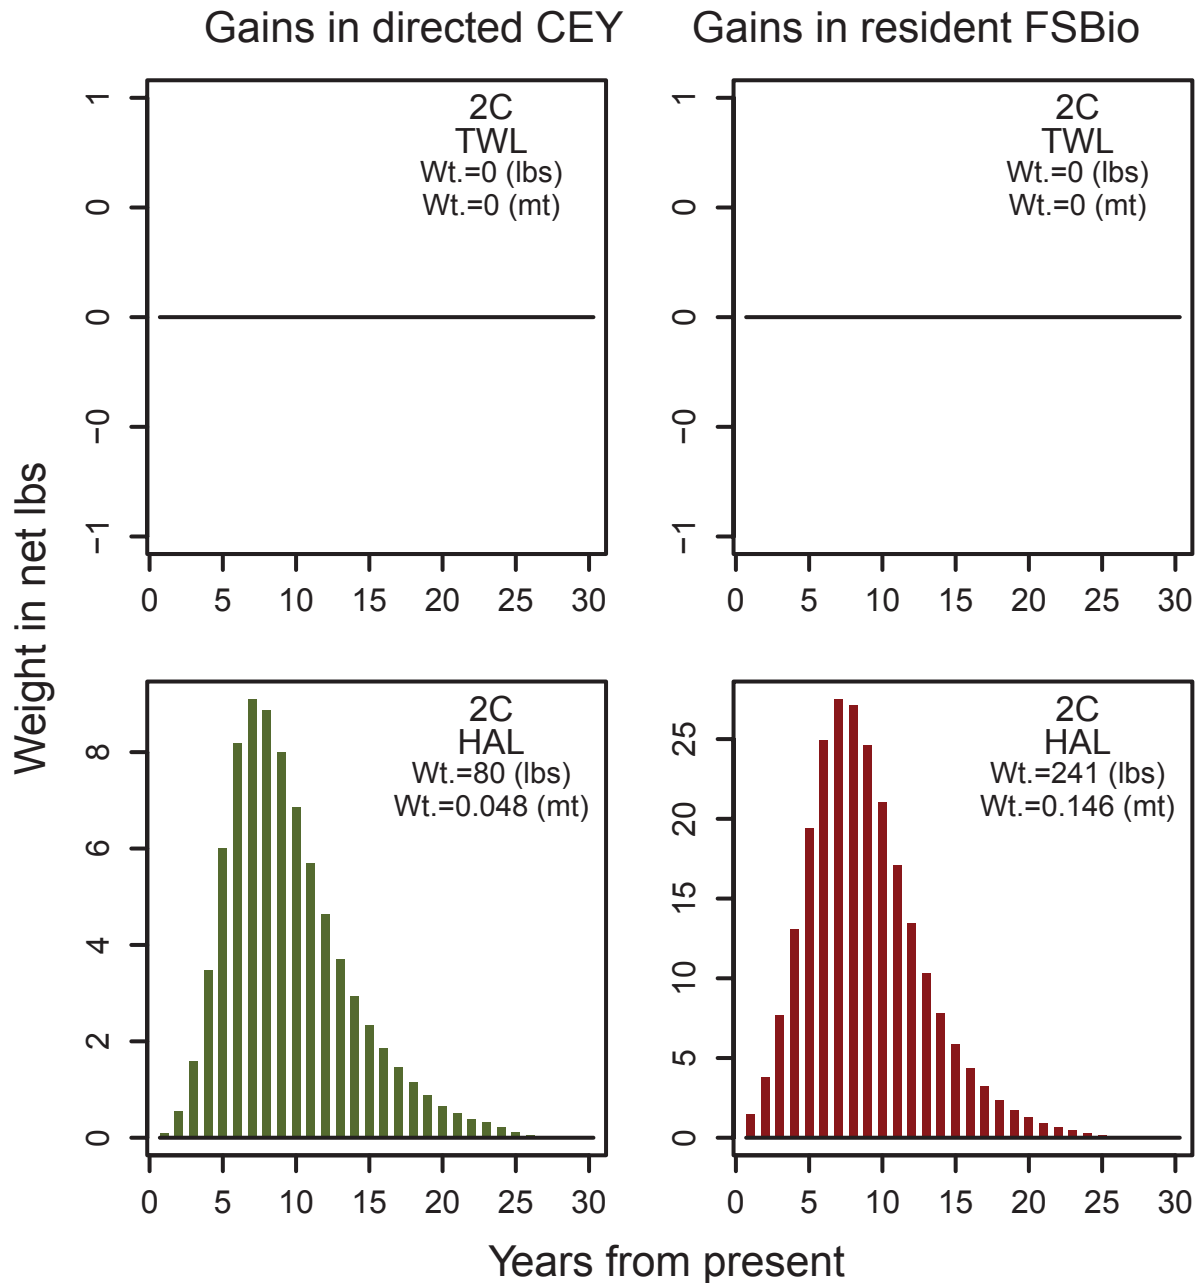 Gains in directed CEY
Gains in resident FSBio
Weight in net lbs
1
0
0
−0
−1
2C
TWL
Wt.=0 (lbs)
Wt.=0 (mt)
0 5 10 15 20 25 30
1
0
0
−0
−1
2C
TWL
Wt.=0 (lbs)
Wt.=0 (mt)
0 5 10 15 20 25 30
8
6
4
2
0
2C
HAL
Wt.=80 (lbs)
Wt.=0.048 (mt)
0 5 10 15 20 25 30
25
20
15
10
5
0
2C
HAL
Wt.=241 (lbs)
Wt.=0.146 (mt)
0 5 10 15 20 25 30
Years from present